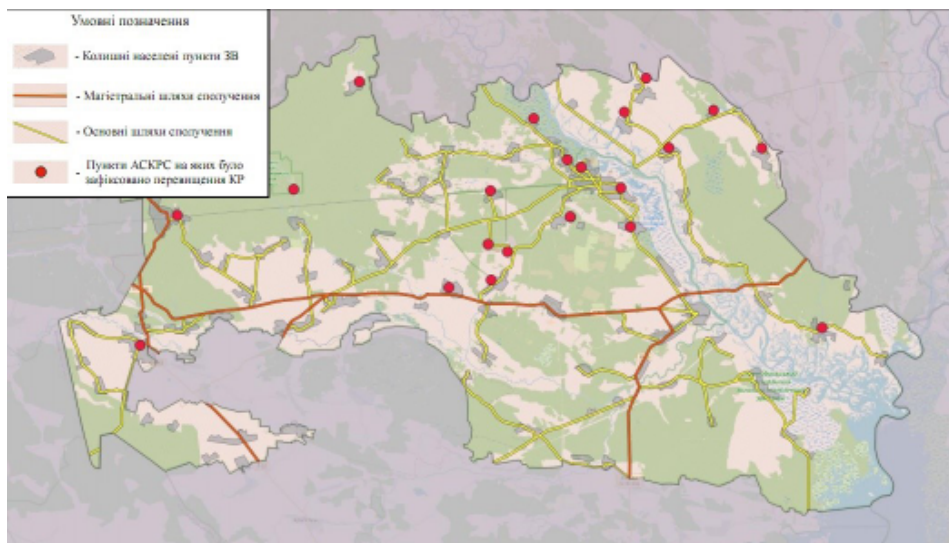 Умовні позначення
- Колишні населені пункти ЗВ
- Магістральні шляхи сполучення
- Основні шляхи сполучення
- Пункти АСКРС на яких було
зафіксовано перевищення КР